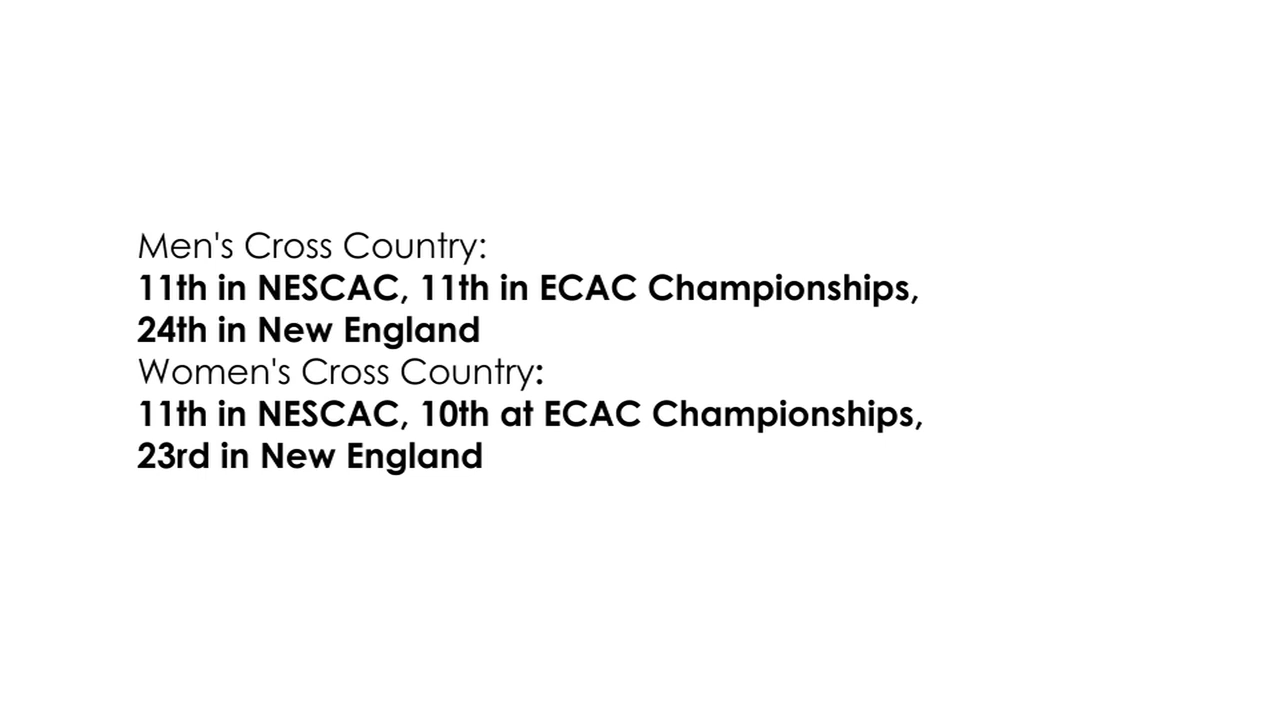 Men's Cross Country:
11th in NESCAC, 11th in ECAC Championships,
24th in New England
Women's Cross Country:
11th in NESCAC, 10th at ECAC Championships,
23rd in New England